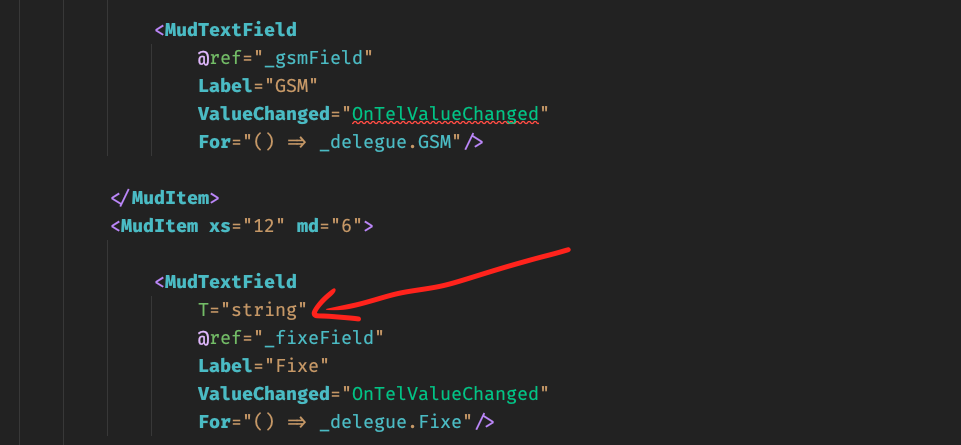 <MudTextField
@ref="_gsmField"
Label="GSM"
ValueChanged="OnTelValueChanged"
For="() => _delegue.GSM"/>
</MudItem>
<MudItem xs="12" md="6">
<MudTextField
T="string"
@ref="_fixeField"
Label="Fixe"
ValueChanged="OnTelValueChanged"
For="() => _delegue.Fixe"/>